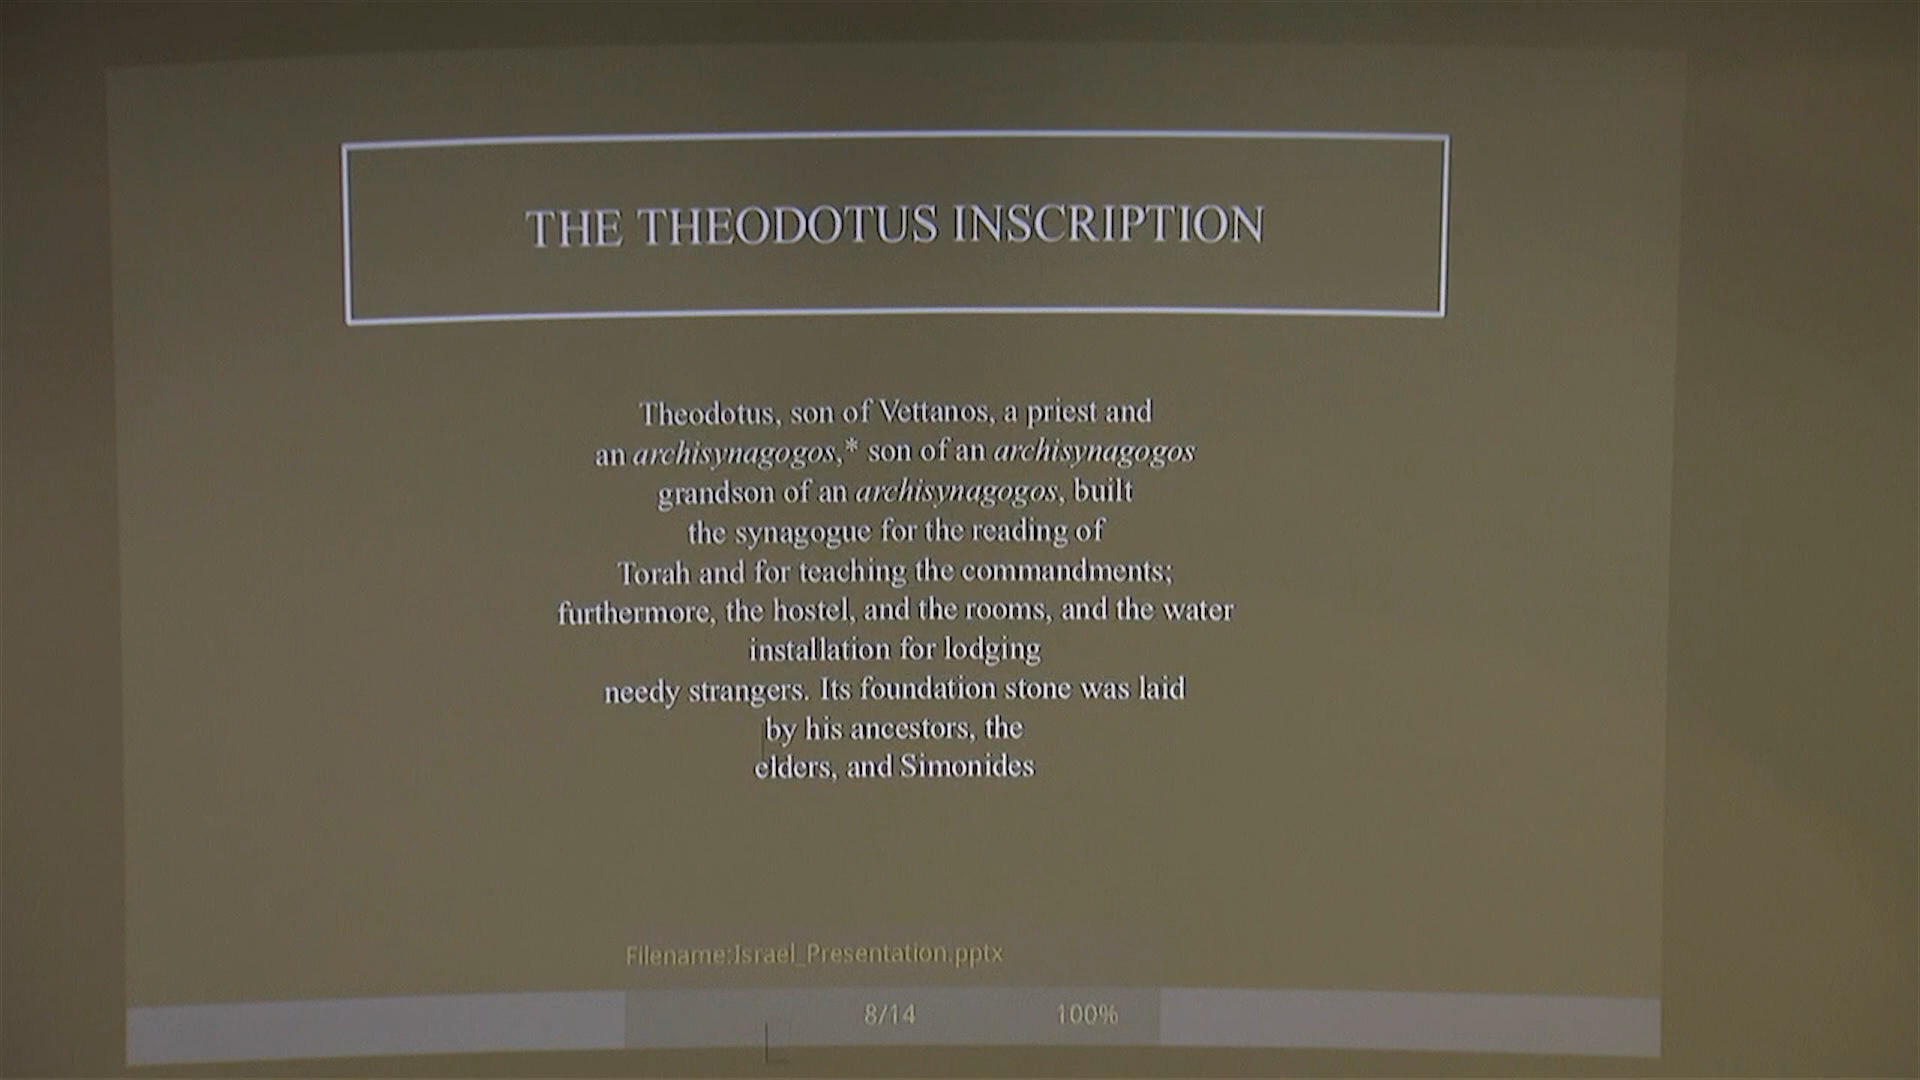 THE THEODOTUS INSCRIPTION
Theodotus, son of Vettanos, a priest and
an archisynagogos,* son of an archisynagogos
grandson of an archisynagogos, built
the synagogue for the reading of
Torah and for teaching the commandments;
furthermore, the hostel, and the rooms, and the water
installation for lodging
needy strangers. Its foundation stone was laid
by his ancestors, the
elders, and Simonides
Filename:Israel_Presentation.pptx
8/14 100%